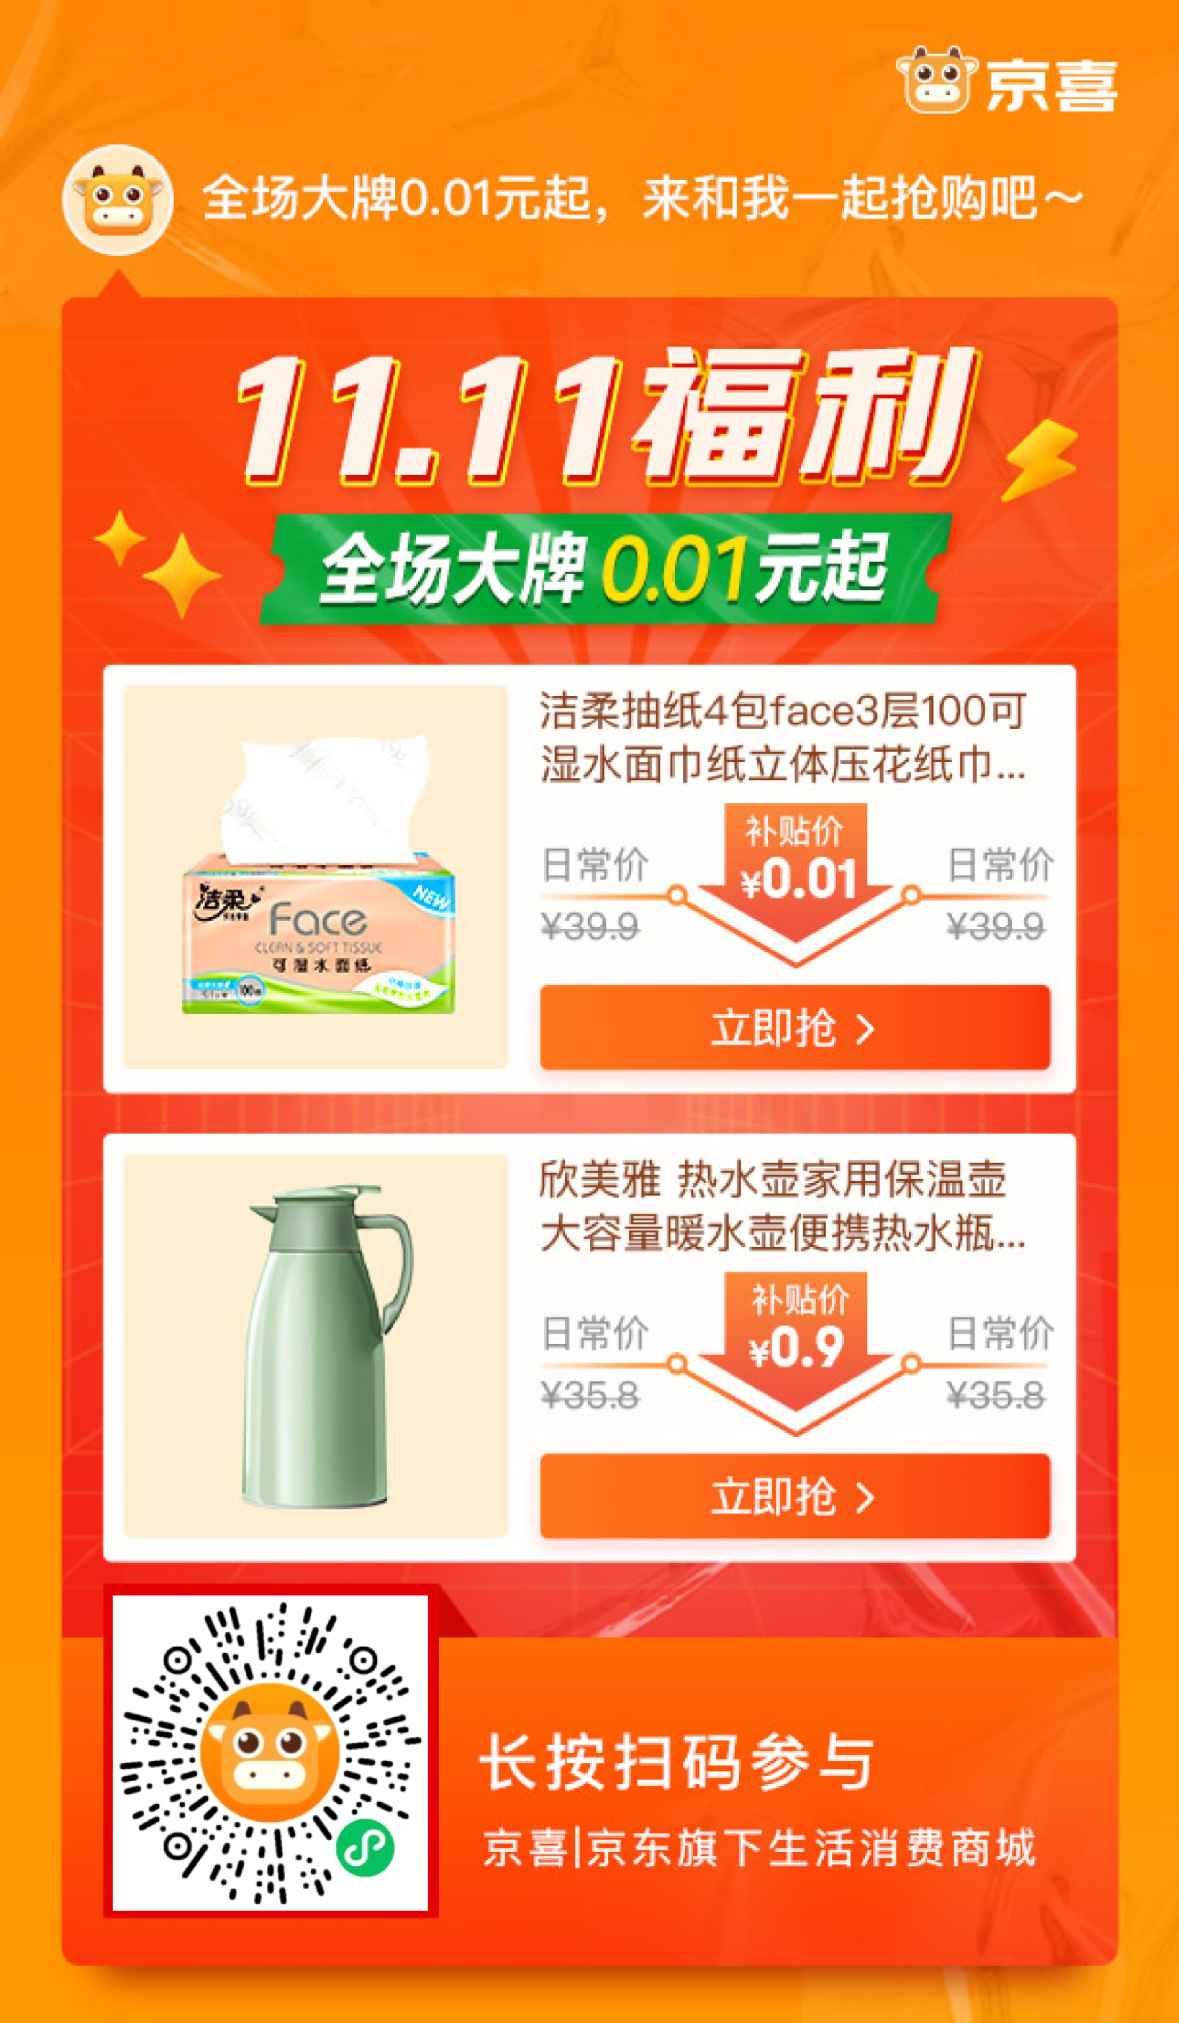 京喜
全场大牌0.01元起，来和我一起抢购吧～
11.11福利
全场大牌0.01元起
洁柔抽纸4包face3层100可
湿水面巾纸立体压花纸巾...
补贴价
¥0.01
日常价
¥39.9
日常价
¥39.9
立即抢 >
洁柔
Face
NEW
CLEAN & SOFT TISSUE
可湿水面纸
欣美雅 热水壶家用保温壶
大容量暖水壶便携热水瓶...
补贴价
¥0.9
日常价
¥35.8
日常价
¥35.8
立即抢 >
长按扫码参与
京喜|京东旗下生活消费商城